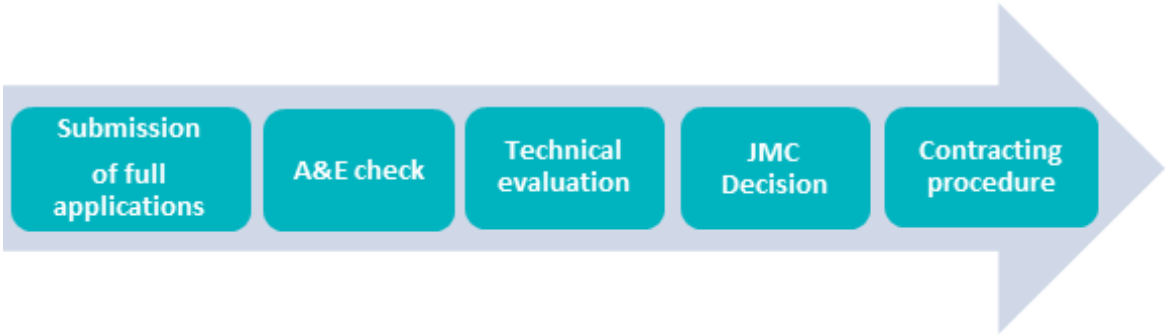 Submission
of full
applications
A&E check
Technical
evaluation
JMC
Decision
Contracting
procedure